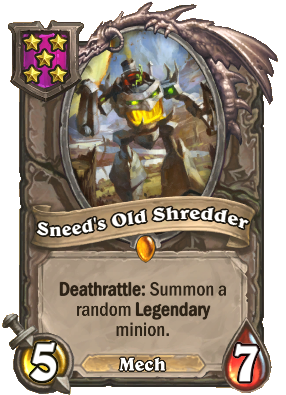 Sneed's Old Shredder
Deathrattle: Summon a
random Legendary
minion.
5
Mech
7